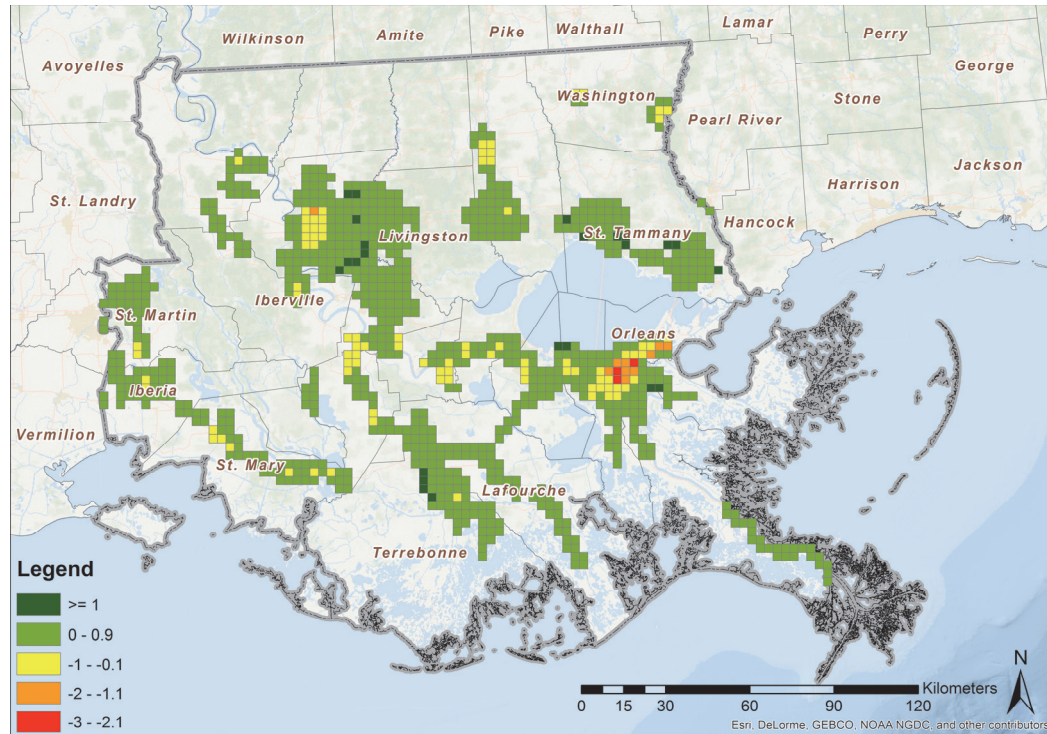 Wilkinson
Amite
Pike
Walthall
Lamar
Perry
Avoyelles
George
Washington
Stone
Pearl River
Jackson
Harrison
St. Landry
Hancock
Livingston
St. Tammany
Iberville
St. Martin
Orleans
Iberia
Vermilion
St. Mary
Lafourche
Terrebonne
Legend
>= 1
0 - 0.9
-1 - -0.1
-2 - -1.1
-3 - -2.1
N
Kilometers
0 15 30 60 90 120
Esri, DeLorme, GEBCO, NOAA NGDC, and other contributors